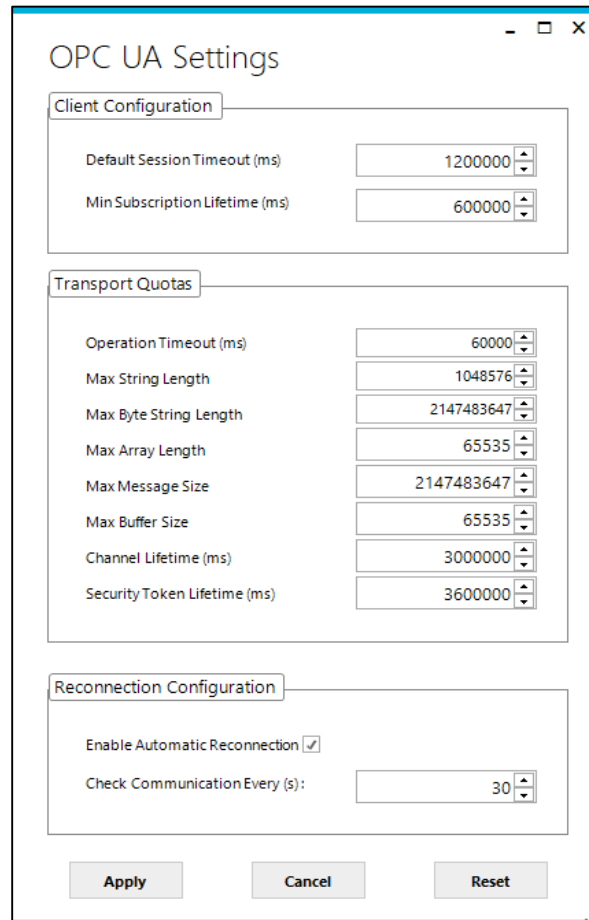 OPC UA Settings
Client Configuration
Default Session Timeout (ms) 1200000
Min Subscription Lifetime (ms) 600000
Transport Quotas
Operation Timeout (ms) 60000
Max String Length 1048576
Max Byte String Length 2147483647
Max Array Length 65535
Max Message Size 2147483647
Max Buffer Size 65535
Channel Lifetime (ms) 3000000
Security Token Lifetime (ms) 3600000
Reconnection Configuration
Enable Automatic Reconnection
Check Communication Every (s) : 30
Apply Cancel Reset